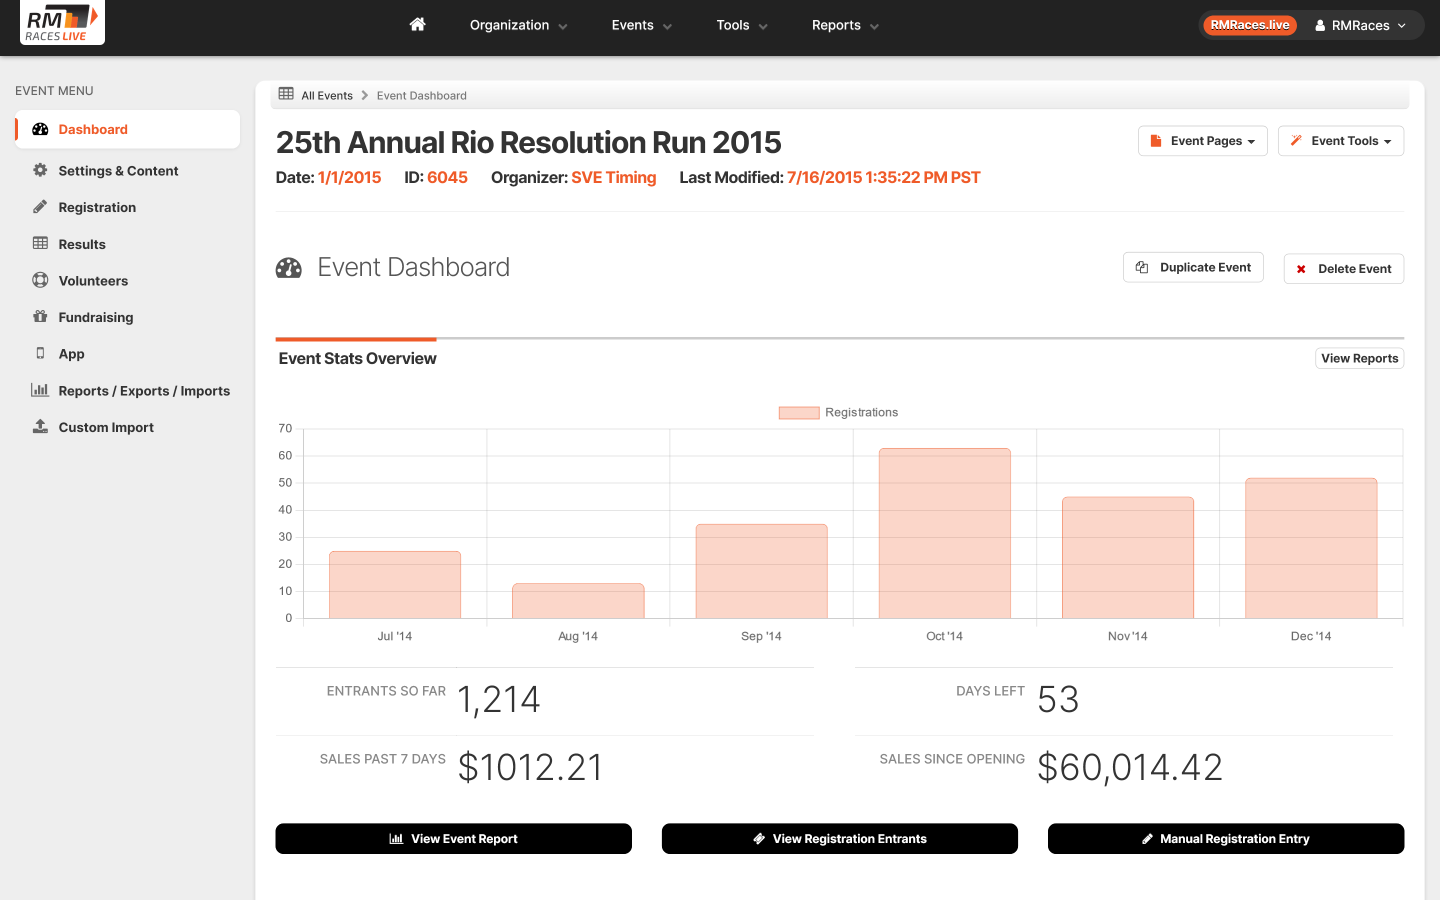 RM
RACES LIVE
Organization
Events
Tools
Reports
RMRaces.live
RMRaces
EVENT MENU
Dashboard
Settings & Content
Registration
Results
Volunteers
Fundraising
App
Reports / Exports / Imports
Custom Import
All Events
Event Dashboard
25th Annual Rio Resolution Run 2015
Event Pages
Event Tools
Date: 1/1/2015 ID: 6045 Organizer: SVE Timing Last Modified: 7/16/2015 1:35:22 PM PST
Event Dashboard
Duplicate Event
Delete Event
Event Stats Overview
View Reports
Registrations
70
60
50
40
30
20
10
0
Jul '14
Aug '14
Sep '14
Oct '14
Nov '14
Dec '14
ENTRANTS SO FAR 1,214
DAYS LEFT 53
SALES PAST 7 DAYS $1012.21
SALES SINCE OPENING $60,014.42
View Event Report
View Registration Entrants
Manual Registration Entry